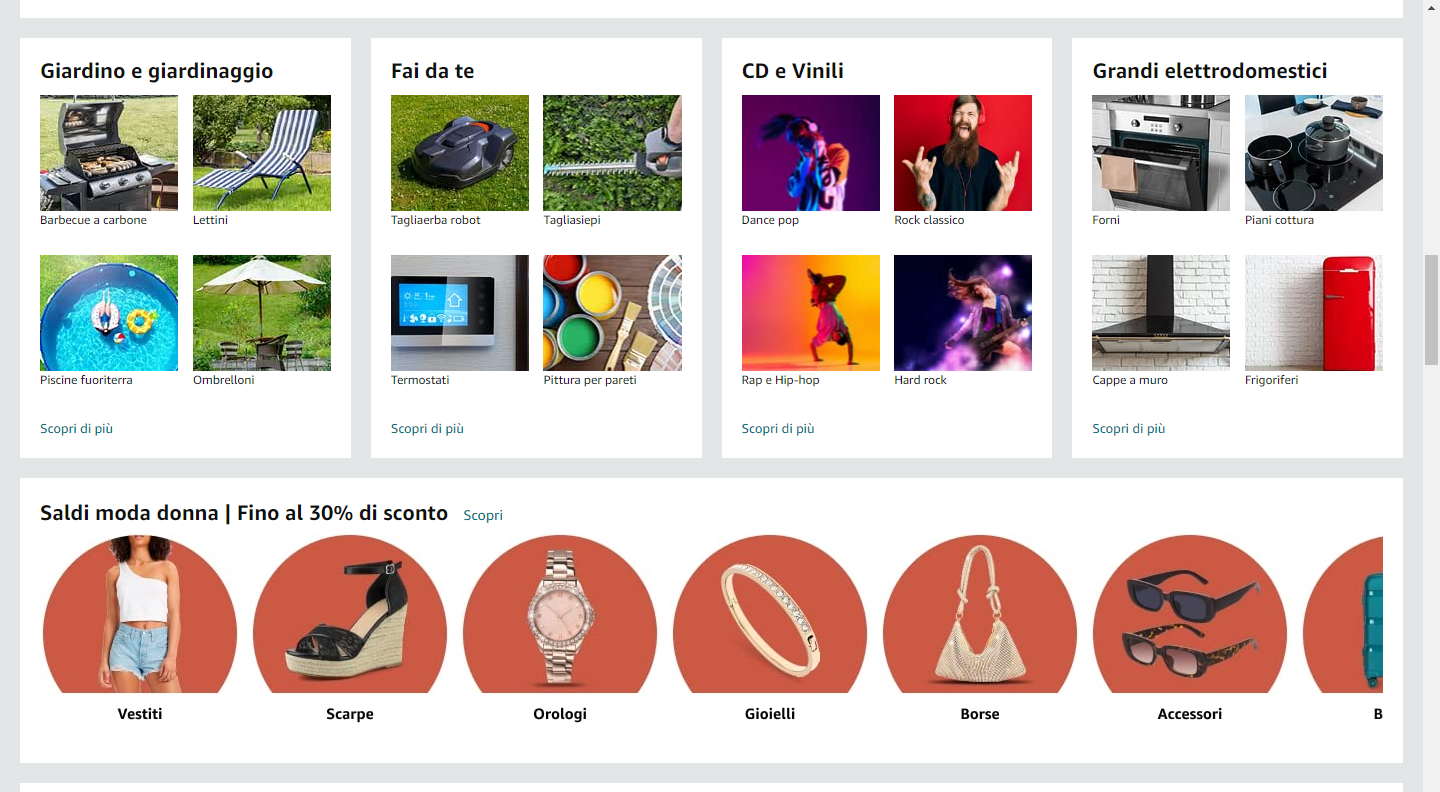 Giardino e giardinaggio
Barbecue a carbone
Lettini
Piscine fuoriterra
Ombrelloni
Scopri di più
Fai da te
Tagliaerba robot
Tagliasiepi
Termostati
Pittura per pareti
Scopri di più
CD e Vinili
Dance pop
Rock classico
Rap e Hip-hop
Hard rock
Scopri di più
Grandi elettrodomestici
Forni
Piani cottura
Cappe a muro
Frigoriferi
Scopri di più
Saldi moda donna | Fino al 30% di sconto Scopri
Vestiti
Scarpe
Orologi
Gioielli
Borse
Accessori
B